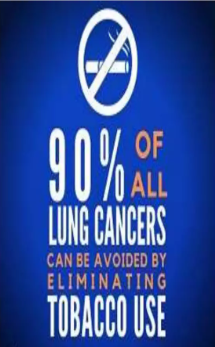 90% OF ALL
LUNG CANCERS
CAN BE AVOIDED BY
ELIMINATING
TOBACCO USE